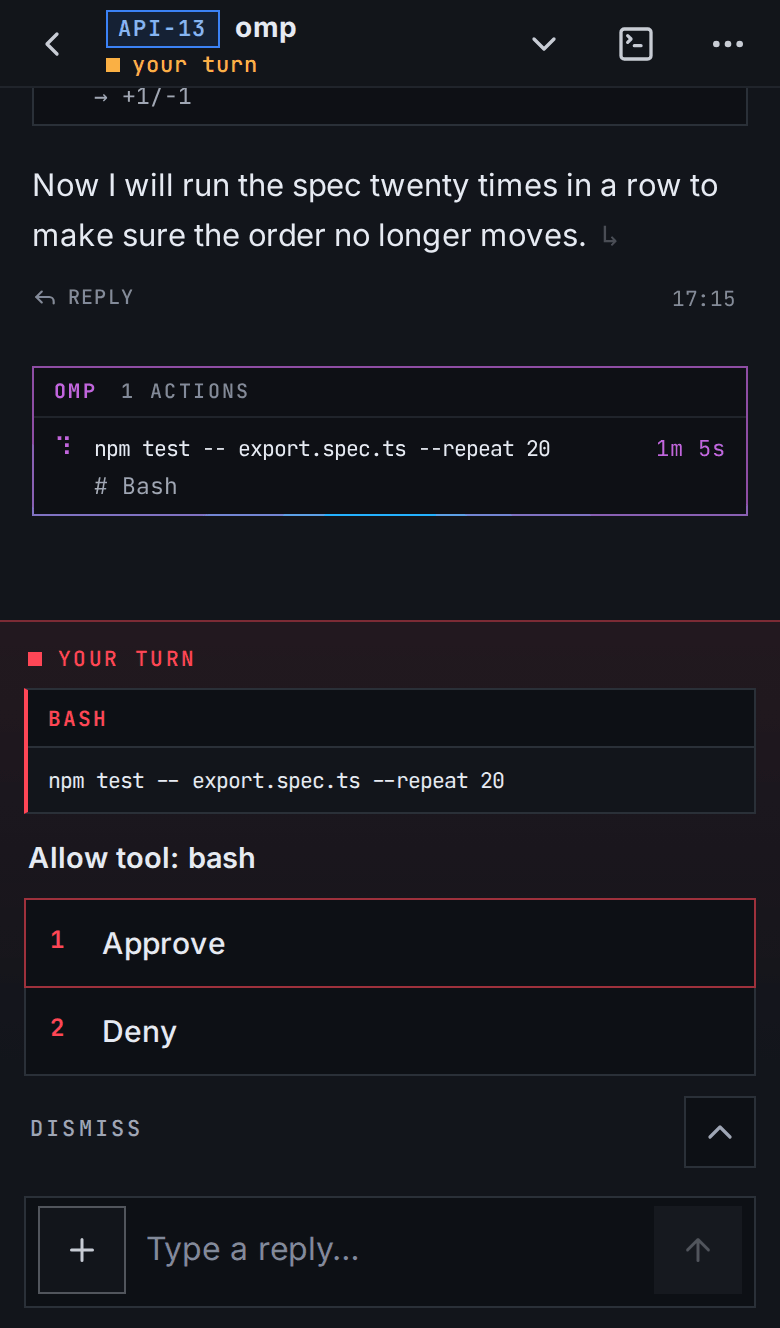 API-13 omp
your turn
→ +1/-1
Now I will run the spec twenty times in a row to
make sure the order no longer moves. ↳
REPLY 17:15
OMP 1 ACTIONS
npm test -- export.spec.ts --repeat 20 1m 5s
# Bash
YOUR TURN
BASH
npm test -- export.spec.ts --repeat 20
Allow tool: bash
1 Approve
2 Deny
DISMISS
Type a reply...